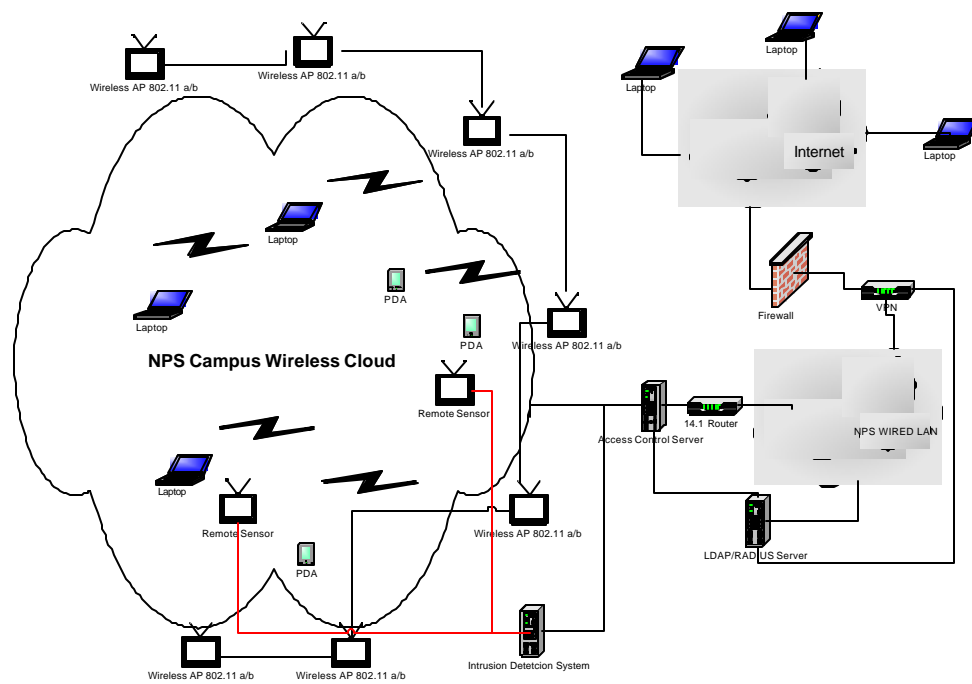 Laptop
Wireless AP 802.11 a/b
Wireless AP 802.11 a/b
Laptop
Wireless AP 802.11 a/b
Internet
Laptop
Laptop
PDA
Laptop
Firewall
VPN
PDA
Wireless AP 802.11 a/b
NPS Campus Wireless Cloud
Remote Sensor
14.1 Router
Access Control Server
NPS WIRED LAN
Laptop
Remote Sensor
Wireless AP 802.11 a/b
LDAP/RADIUS Server
PDA
Intrusion Detetcion System
Wireless AP 802.11 a/b
Wireless AP 802.11 a/b